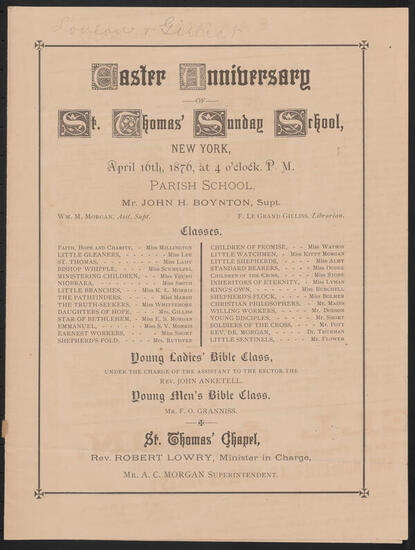 Easter Anniversary
OF
St. Thomas' Sunday School,
NEW YORK,
April 16th, 1876, at 4 o'clock. P. M.
PARISH SCHOOL.
Mr. JOHN H. BOYNTON, Supt.
WM. M. MORGAN, Asst. Supt. F. LE GRAND GILLISS, Librarian.
Classes.
FAITH, HOPE AND CHARITY, - - MISS MILLINGTON
LITTLE GLEANERS, - - - - - MISS LEE
ST. THOMAS, - - - - - - MISS LADY
BISHOP WHIPPLE, - - - - MISS
MINISTERING CHILDREN, - - - MISS
NIOBRARA, - - - - - - MISS SMITH
LITTLE BRANCHES, - - MISS K. L. MORRIS
THE PATHFINDERS, - - - - MISS MARSH
THE TRUTH-SEEKERS, - - MISS WHITTEMORE
DAUGHTERS OF HOPE, - - - MRS. GILLISS
STAR OF BETHLEHEM, - MISS E. B. MORGAN
EMMANUEL, - - - - MISS S. V. MORRIS
EARNEST WORKERS, - - - - MISS SHORT
SHEPHERD'S FOLD, - - - MRS. RUTHVEN
CHILDREN OF PROMISE, - - MISS WATSON
LITTLE WATCHMEN, - - MISS KITTY MORGAN
LITTLE SHEPHERDS, - - - - MISS ALMY
STANDARD BEARERS, - - - MISS DODGE
CHILDREN OF THE CROSS, - - MISS STONE
INHERITORS OF ETERNITY, - - MISS LYMAN
KING'S OWN, - - - - MISS BURCHILL
SHEPHERD'S FLOCK, - - - MISS BOLMER
CHRISTIAN PHILOSOPHERS, - - MR. MAINS
WILLING WORKERS, - - - MR. DODSON
YOUNG DISCIPLES, - - - - MR. SHORT
SOLDIERS OF THE CROSS, - - - MR. POTT
REV. DR. MORGAN, - - - DR. THURMAN
LITTLE SENTINELS, - - - MR. FLOWER
Young Ladies' Bible Class,
UNDER THE CHARGE OF THE ASSISTANT TO THE RECTOR THE
REV. JOHN ANKETELL.
Young Men's Bible Class.
MR. F. O. GRANNISS.
St. Thomas' Chapel,
REV. ROBERT LOWRY, Minister in Charge,
MR. A. C. MORGAN SUPERINTENDENT.